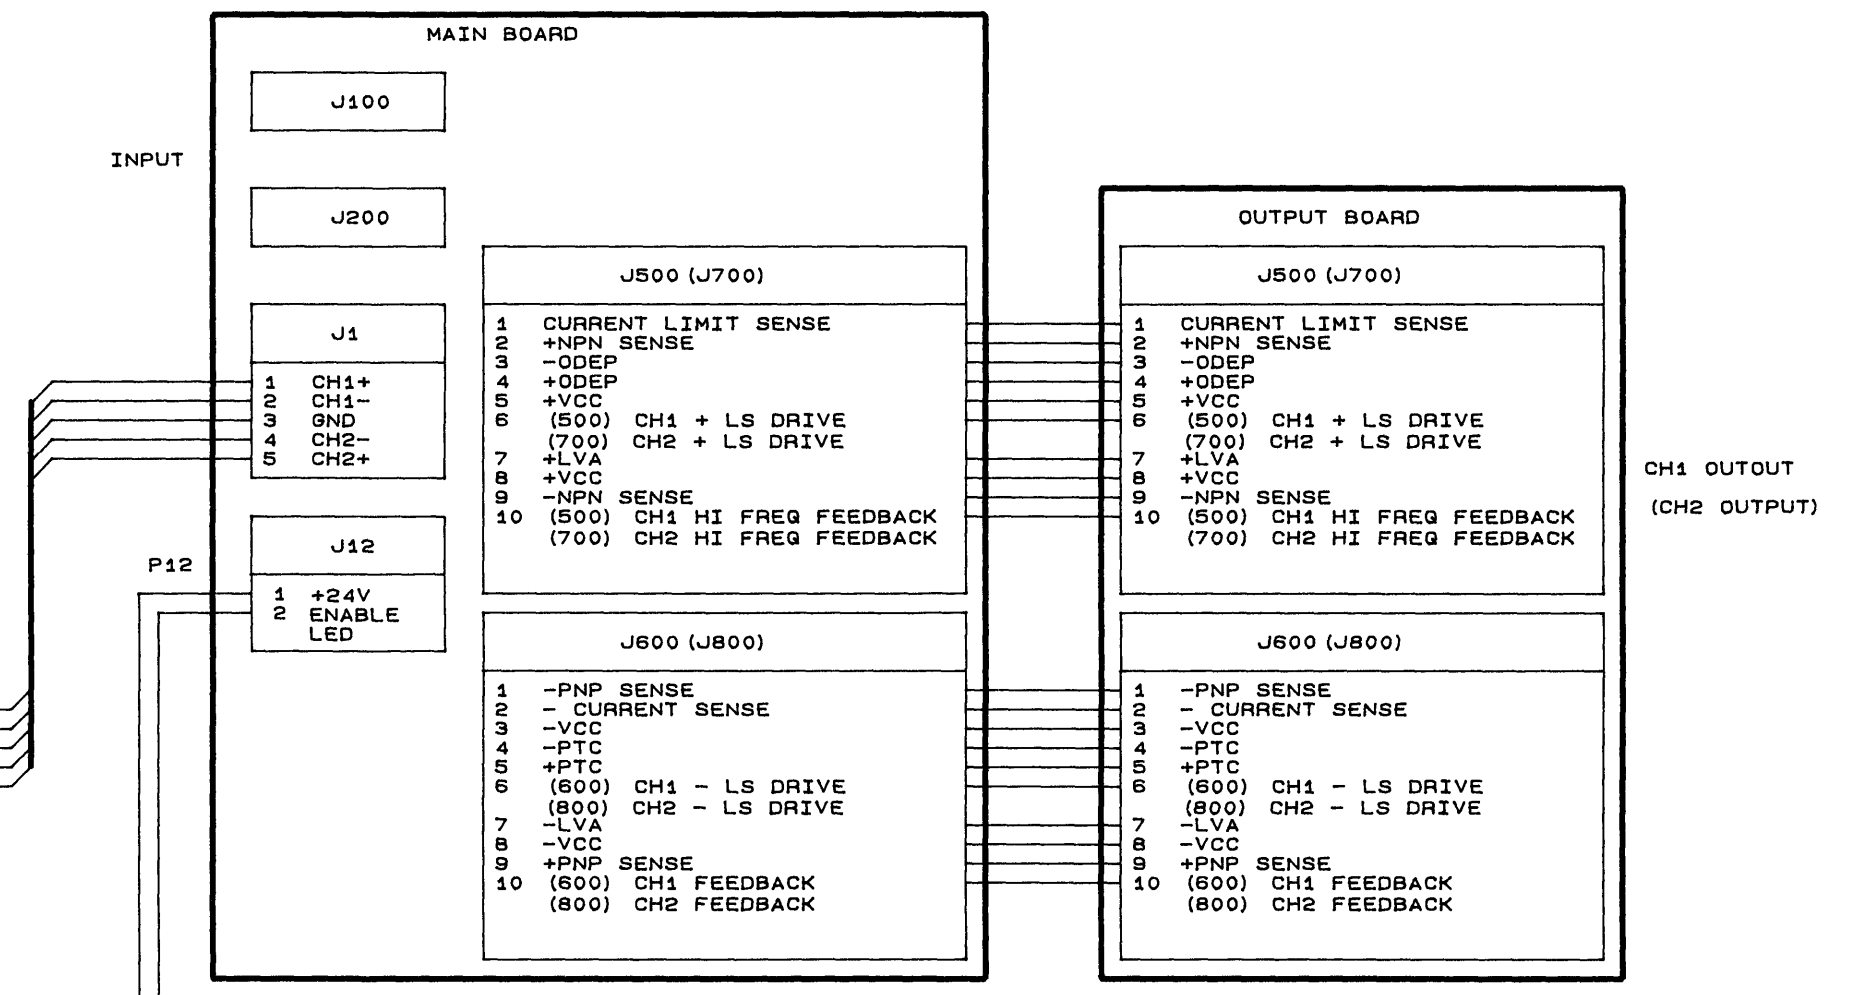 MAIN BOARD
J100
INPUT
J200
J1
1 CH1+
2 CH1-
3 GND
4 CH2-
5 CH2+
P12
J12
1 +24V
2 ENABLE
LED
J500 (J700)
1 CURRENT LIMIT SENSE
2 +NPN SENSE
3 -ODEP
4 +ODEP
5 +VCC
6 (500) CH1 + LS DRIVE
(700) CH2 + LS DRIVE
7 +LVA
8 +VCC
9 -NPN SENSE
10 (500) CH1 HI FREQ FEEDBACK
(700) CH2 HI FREQ FEEDBACK
J600 (J800)
1 -PNP SENSE
2 - CURRENT SENSE
3 -VCC
4 -PTC
5 +PTC
6 (600) CH1 - LS DRIVE
(800) CH2 - LS DRIVE
7 -LVA
8 -VCC
9 +PNP SENSE
10 (600) CH1 FEEDBACK
(800) CH2 FEEDBACK
OUTPUT BOARD
J500 (J700)
1 CURRENT LIMIT SENSE
2 +NPN SENSE
3 -ODEP
4 +ODEP
5 +VCC
6 (500) CH1 + LS DRIVE
(700) CH2 + LS DRIVE
7 +LVA
8 +VCC
9 -NPN SENSE
10 (500) CH1 HI FREQ FEEDBACK
(700) CH2 HI FREQ FEEDBACK
J600 (J800)
1 -PNP SENSE
2 - CURRENT SENSE
3 -VCC
4 -PTC
5 +PTC
6 (600) CH1 - LS DRIVE
(800) CH2 - LS DRIVE
7 -LVA
8 -VCC
9 +PNP SENSE
10 (600) CH1 FEEDBACK
(800) CH2 FEEDBACK
CH1 OUTOUT
(CH2 OUTPUT)